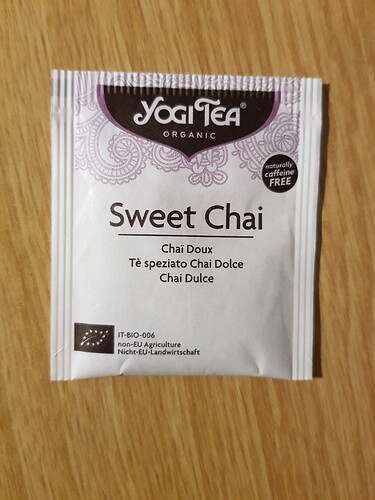 YOGI TEA®
ORGANIC
naturally
caffeine
FREE
Sweet Chai
Chaï Doux
Tè speziato Chai Dolce
Chai Dulce
IT-BIO-006
non-EU Agriculture
Nicht-EU-Landwirtschaft